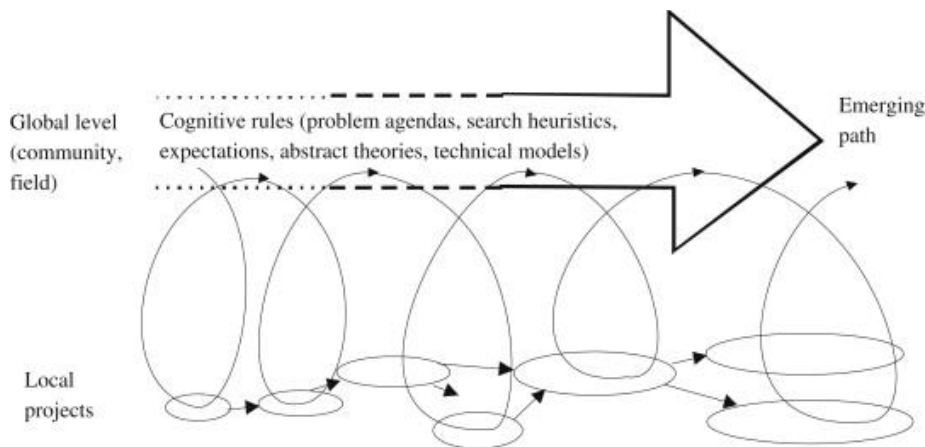 Global level
(community,
field)
Cognitive rules (problem agendas, search heuristics,
expectations, abstract theories, technical models)
Emerging
path
Local
projects